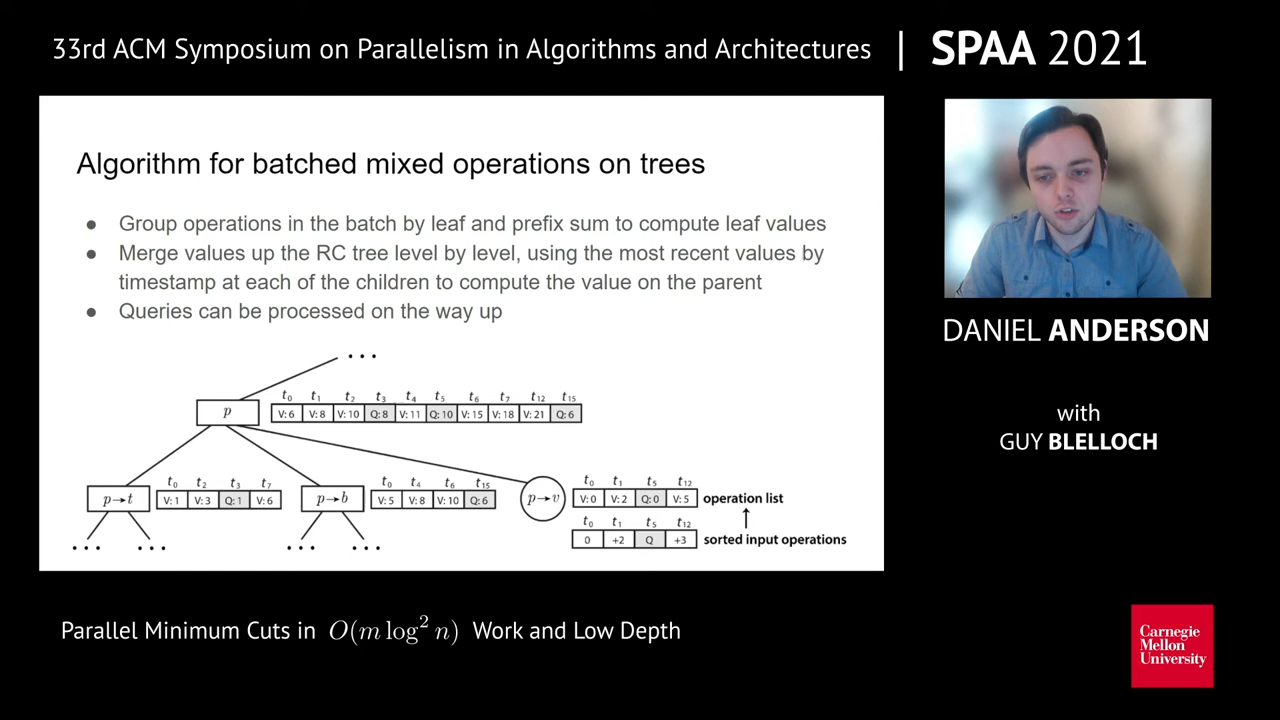 33rd ACM Symposium on Parallelism in Algorithms and Architectures | SPAA 2021
Algorithm for batched mixed operations on trees
● Group operations in the batch by leaf and prefix sum to compute leaf values
● Merge values up the RC tree level by level, using the most recent values by
timestamp at each of the children to compute the value on the parent
● Queries can be processed on the way up
• • •
t₀ t₁ t₂ t₃ t₄ t₅ t₆ t₇ t₁₂ t₁₅
p V: 6 V: 8 V: 10 Q: 8 V: 11 Q: 10 V: 15 V: 18 V: 21 Q: 6
t₀ t₂ t₃ t₇
p→t V: 1 V: 3 Q: 1 V: 6
t₀ t₄ t₆ t₁₅
p→b V: 5 V: 8 V: 10 Q: 6
t₀ t₁ t₅ t₁₂
p→v V: 0 V: 2 Q: 0 V: 5 operation list
t₀ t₁ t₅ t₁₂
0 +2 Q +3 sorted input operations
• • • • • • • • • • • •
DANIEL ANDERSON
with
GUY BLELLOCH
Parallel Minimum Cuts in O(m log² n) Work and Low Depth
Carnegie
Mellon
University